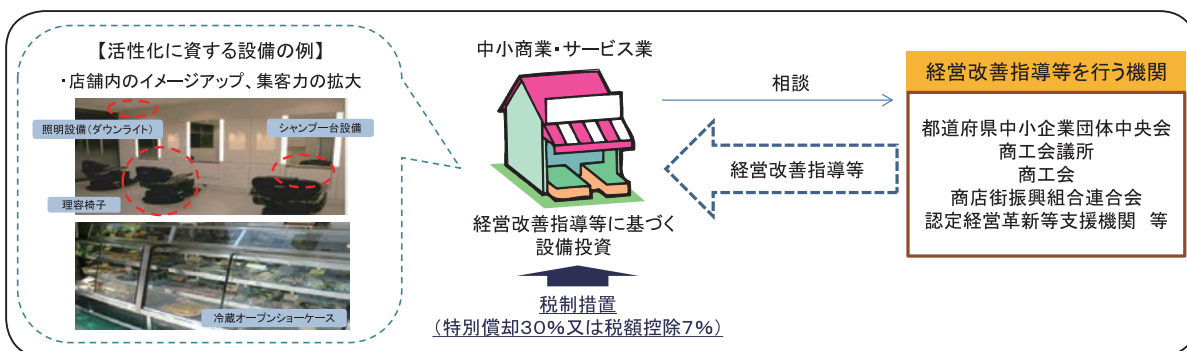 【活性化に資する設備の例】
・店舗内のイメージアップ、集客力の拡大
照明設備(ダウンライト)
シャンプー台設備
理容椅子
冷蔵オープンショーケース
中小商業・サービス業
経営改善指導等に基づく
設備投資
税制措置
(特別償却30%又は税額控除7%)
相談
経営改善指導等
経営改善指導等を行う機関
都道府県中小企業団体中央会
商工会議所
商工会
商店街振興組合連合会
認定経営革新等支援機関 等